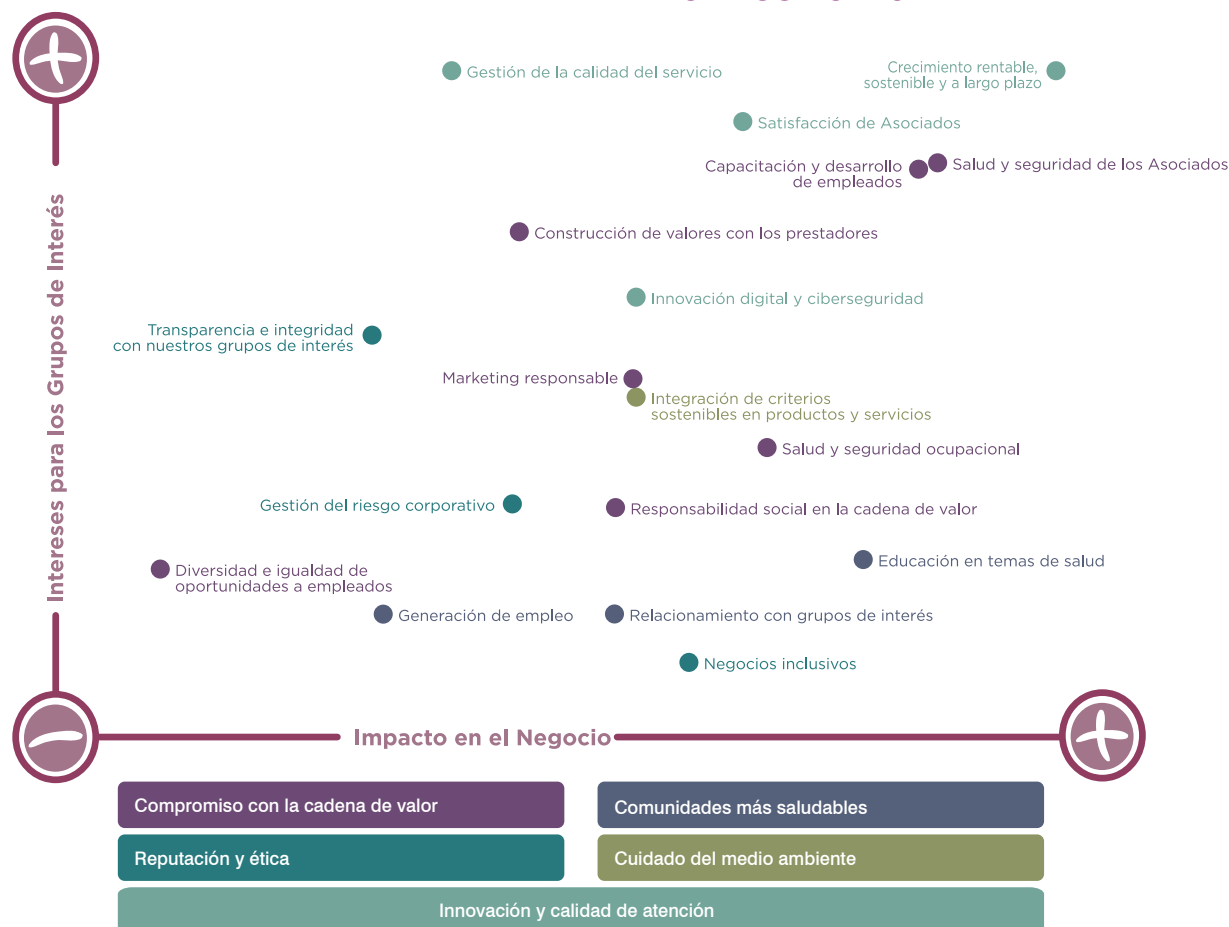 Gestión de la calidad del servicio
Crecimiento rentable,
sostenible y a largo plazo
Satisfacción de Asociados
Capacitación y desarrollo
de empleados
Salud y seguridad de los Asociados
Construcción de valores con los prestadores
Innovación digital y ciberseguridad
Transparencia e integridad
con nuestros grupos de interés
Marketing responsable
Integración de criterios
sostenibles en productos y servicios
Salud y seguridad ocupacional
Gestión del riesgo corporativo
Responsabilidad social en la cadena de valor
Educación en temas de salud
Diversidad e igualdad de
oportunidades a empleados
Generación de empleo
Relacionamiento con grupos de interés
Negocios inclusivos
Intereses para los Grupos de Interés
Impacto en el Negocio
Compromiso con la cadena de valor
Comunidades más saludables
Reputación y ética
Cuidado del medio ambiente
Innovación y calidad de atención